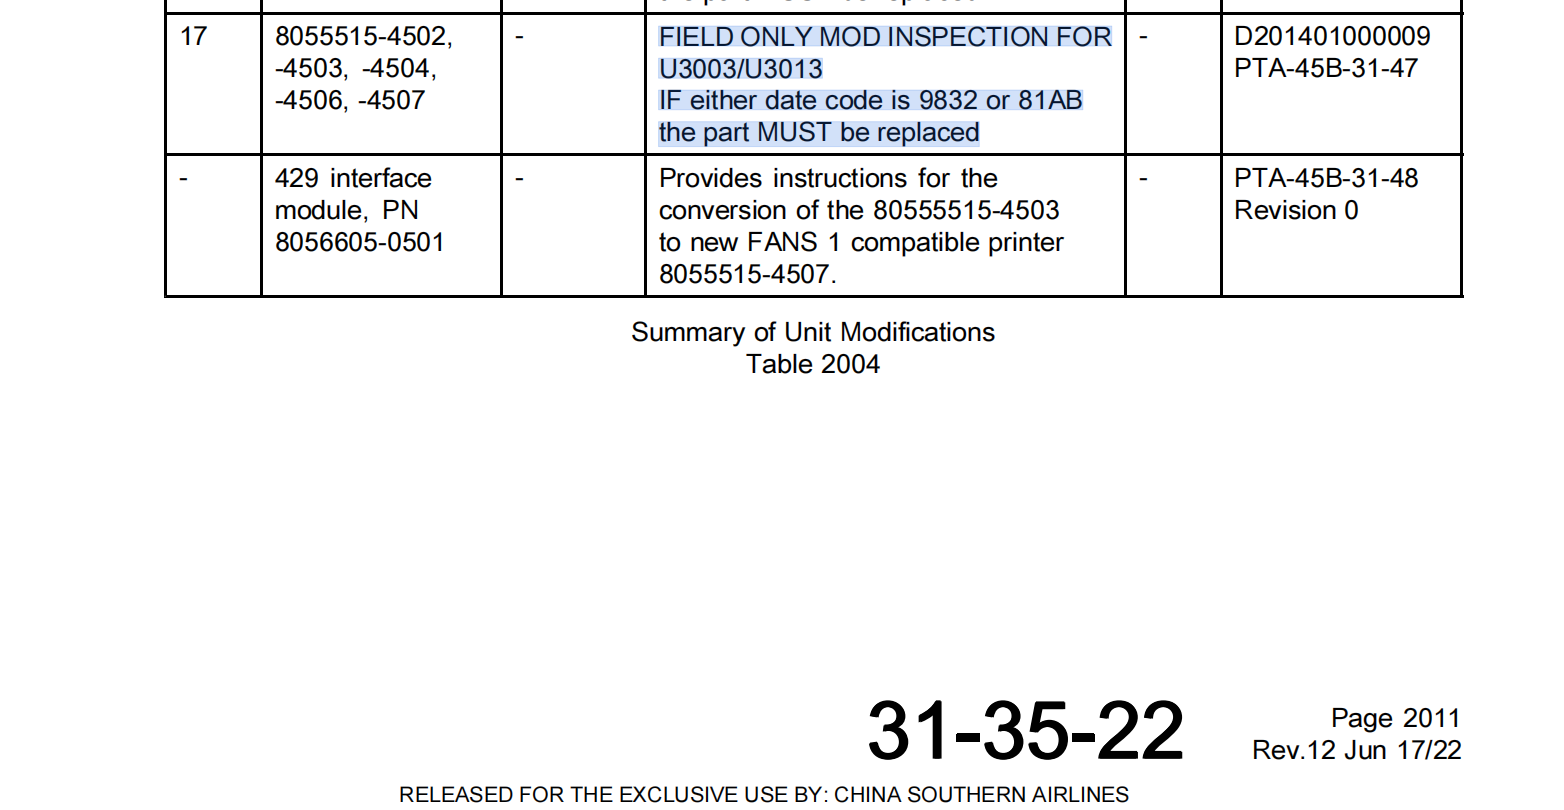 17
8055515-4502,
-4503, -4504,
-4506, -4507
-
FIELD ONLY MOD INSPECTION FOR
U3003/U3013
IF either date code is 9832 or 81AB
the part MUST be replaced
-
D201401000009
PTA-45B-31-47
-
429 interface
module, PN
8056605-0501
-
Provides instructions for the
conversion of the 80555515-4503
to new FANS 1 compatible printer
8055515-4507.
-
PTA-45B-31-48
Revision 0
Summary of Unit Modifications
Table 2004
31-35-22
Page 2011
Rev.12 Jun 17/22
RELEASED FOR THE EXCLUSIVE USE BY: CHINA SOUTHERN AIRLINES